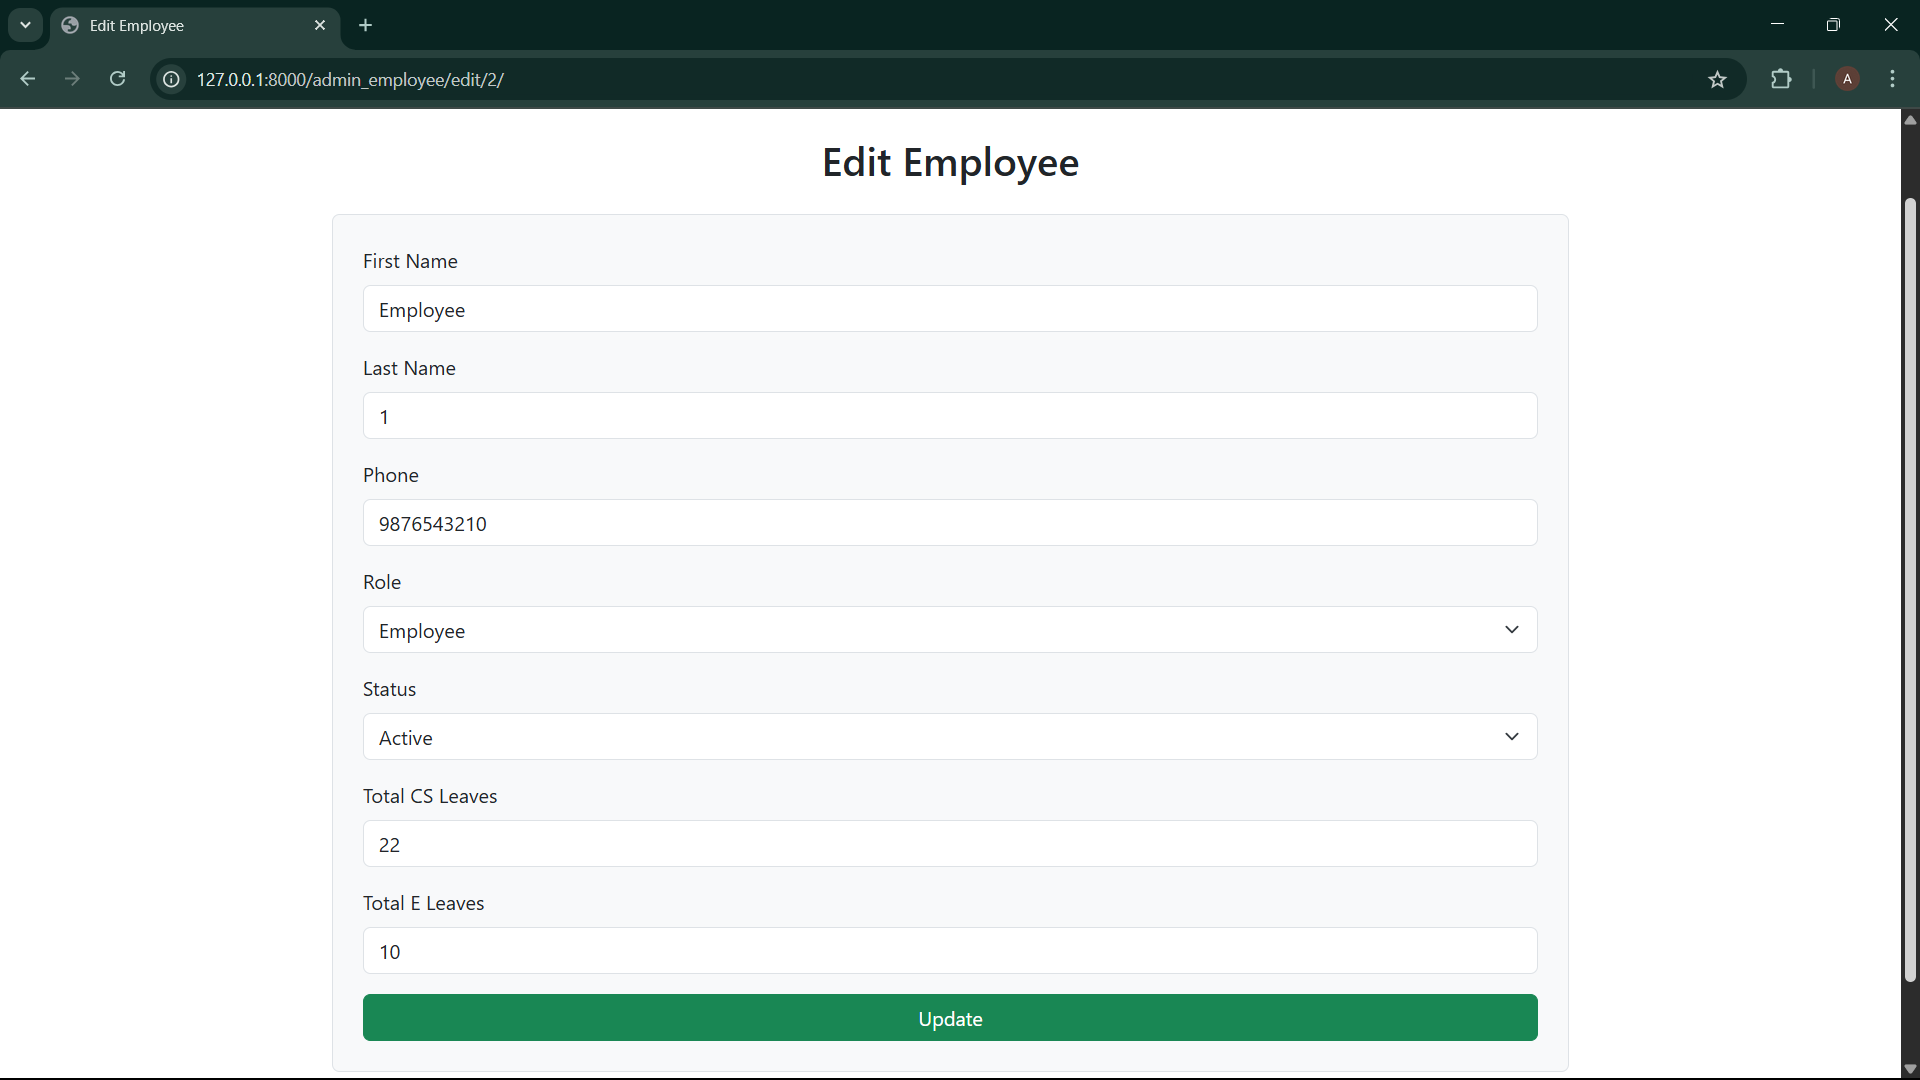 Edit Employee
127.0.0.1:8000/admin_employee/edit/2/
A
Edit Employee
First Name
Employee
Last Name
1
Phone
9876543210
Role
Employee
Status
Active
Total CS Leaves
22
Total E Leaves
10
Update